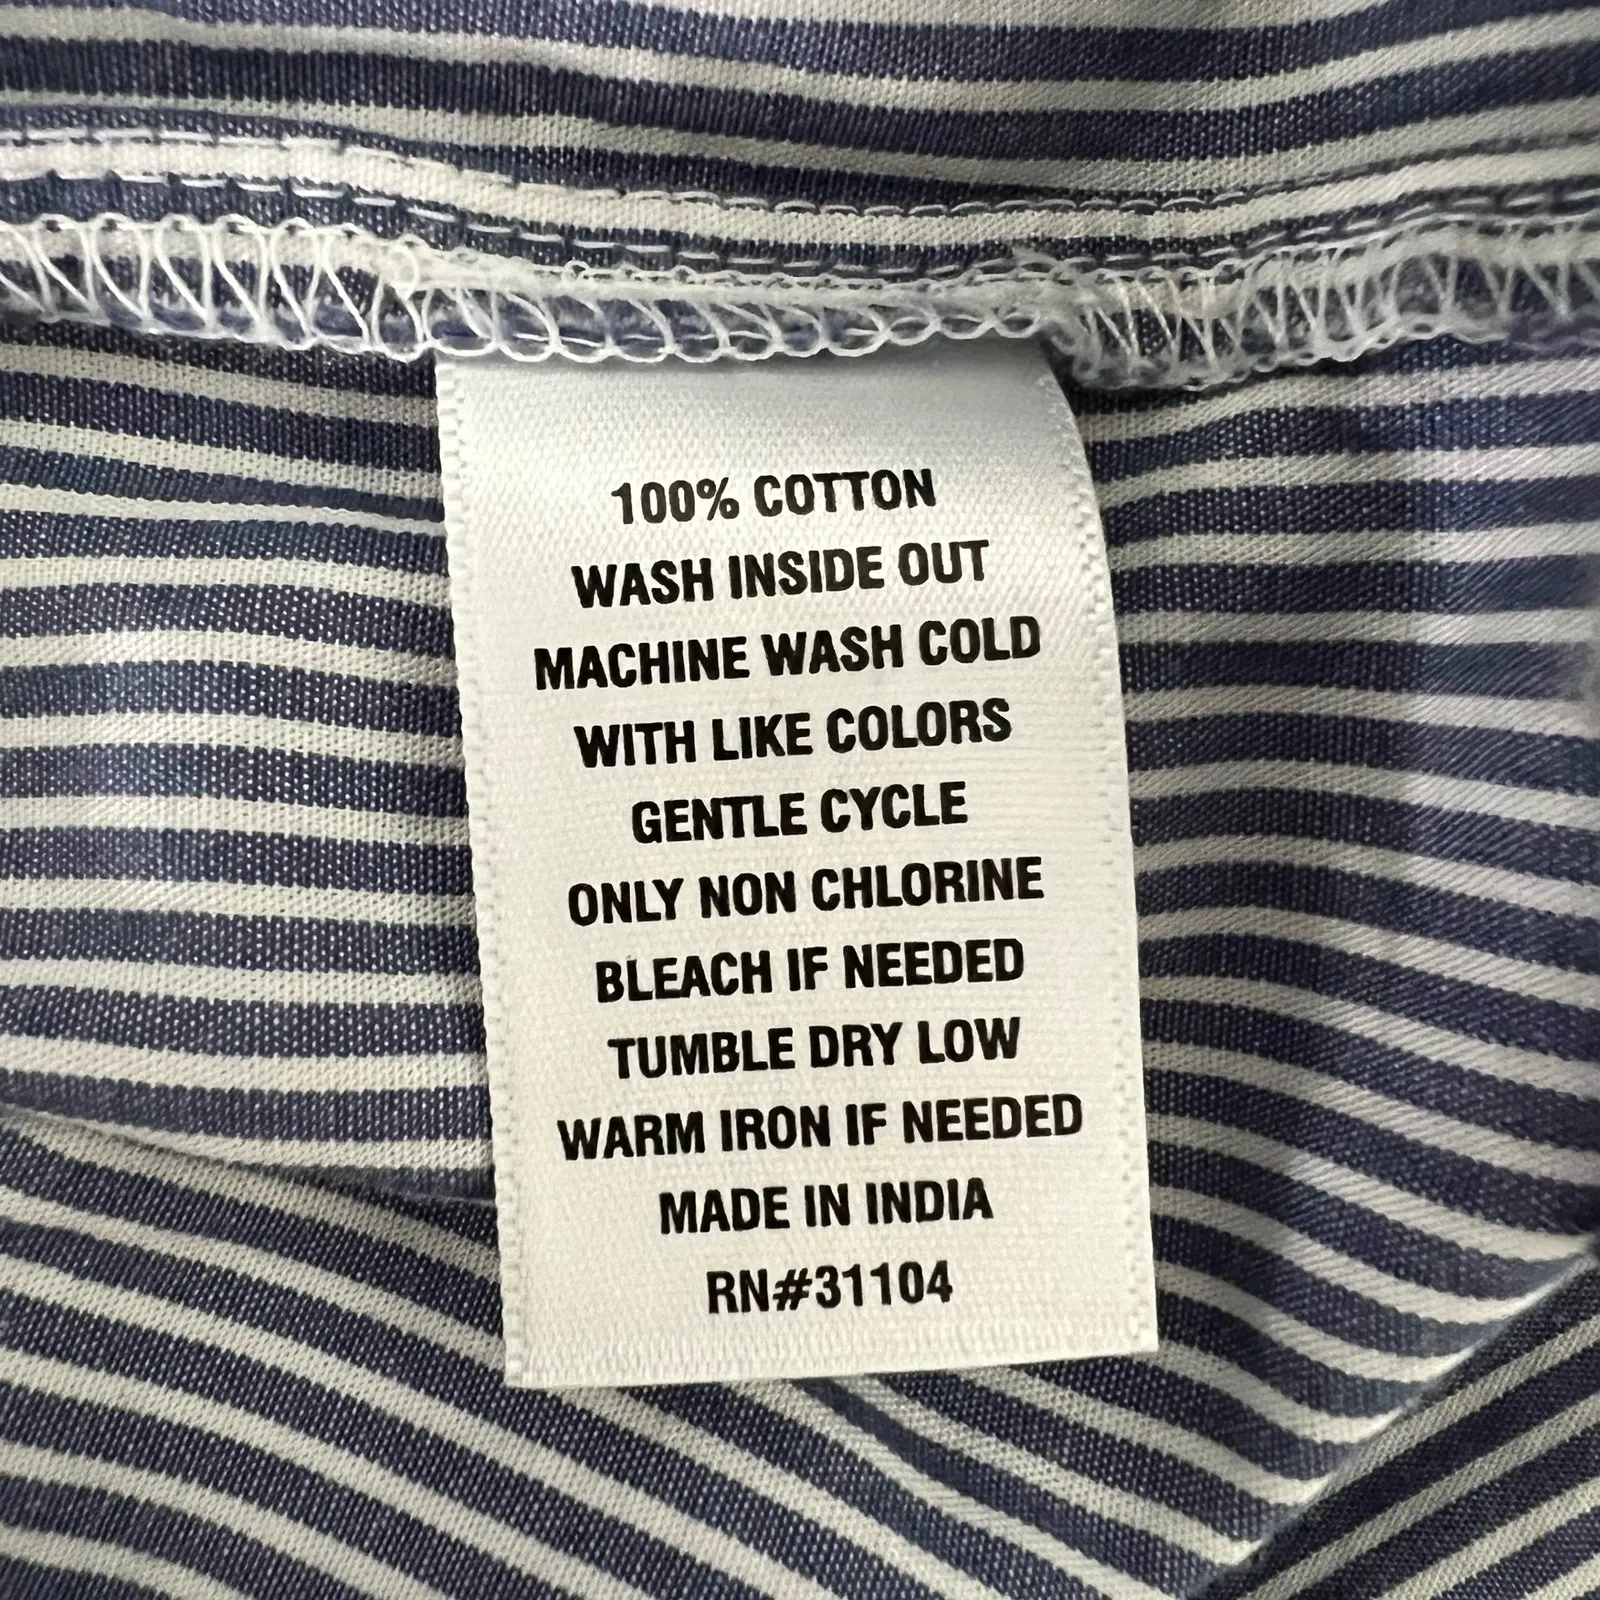 100% COTTON
WASH INSIDE OUT
MACHINE WASH COLD
WITH LIKE COLORS
GENTLE CYCLE
ONLY NON CHLORINE
BLEACH IF NEEDED
TUMBLE DRY LOW
WARM IRON IF NEEDED
MADE IN INDIA
RN#31104